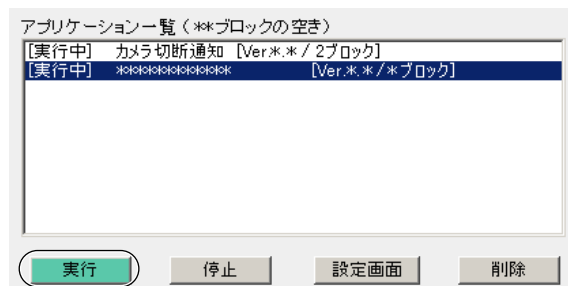 アプリケーション一覧（**ブロックの空き）
[実行中] カメラ切断通知 [Ver.*.* / 2ブロック]
[実行中] ************* [Ver.*.*/*ブロック]
実行 停止 設定画面 削除